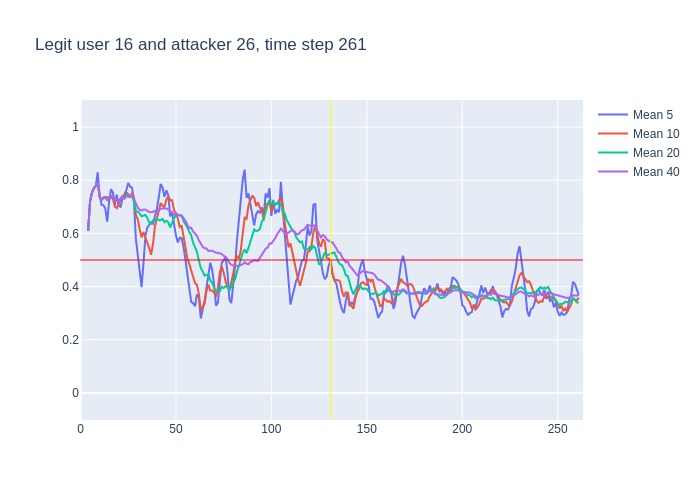 Legit user 16 and attacker 26, time step 261
Mean 5
Mean 10
Mean 20
Mean 40
1
0.8
0.6
0.4
0.2
0
0 50 100 150 200 250